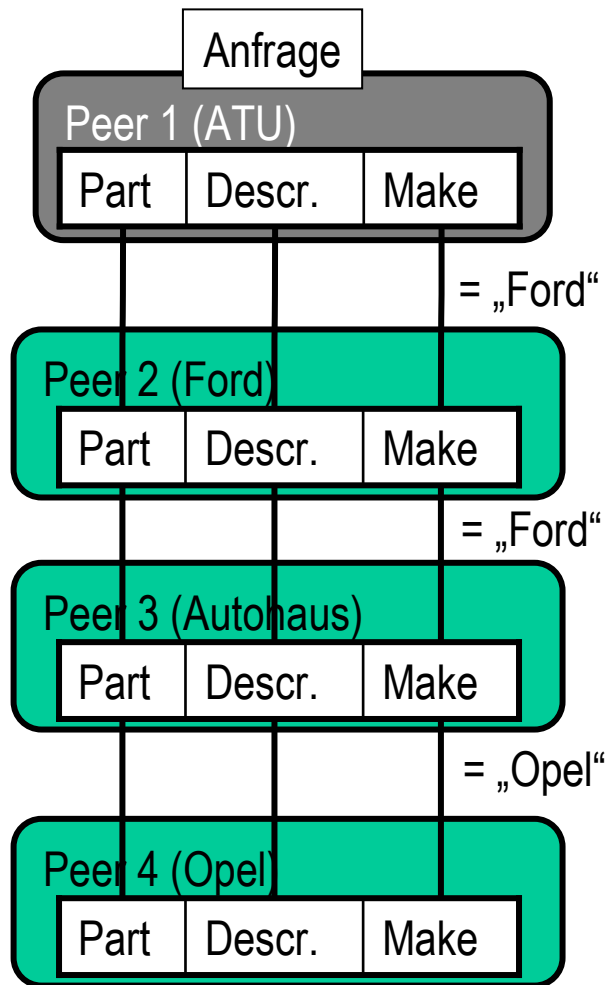 Anfrage
Peer 1 (ATU)
Part Descr. Make
= „Ford“
Peer 2 (Ford)
Part Descr. Make
= „Ford“
Peer 3 (Autohaus)
Part Descr. Make
= „Opel“
Peer 4 (Opel)
Part Descr. Make